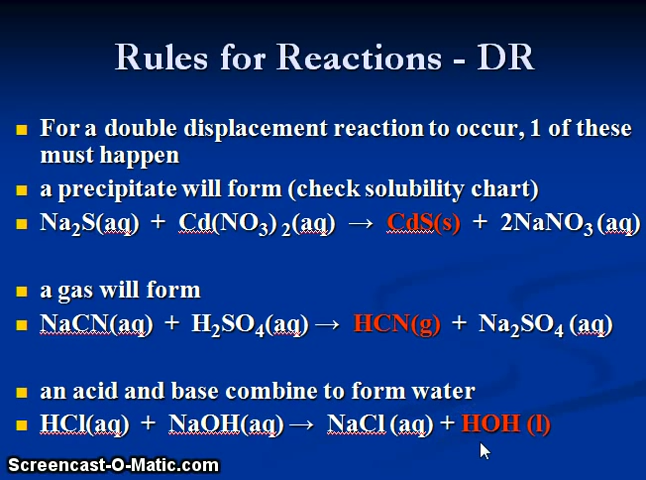 Rules for Reactions - DR
For a double displacement reaction to occur, 1 of these
must happen
a precipitate will form (check solubility chart)
Na₂S(aq) + Cd(NO₃)₂(aq) → CdS(s) + 2NaNO₃(aq)
a gas will form
NaCN(aq) + H₂SO₄(aq) → HCN(g) + Na₂SO₄ (aq)
an acid and base combine to form water
HCl(aq) + NaOH(aq) → NaCl (aq) + HOH (l)
Screencast-O-Matic.com